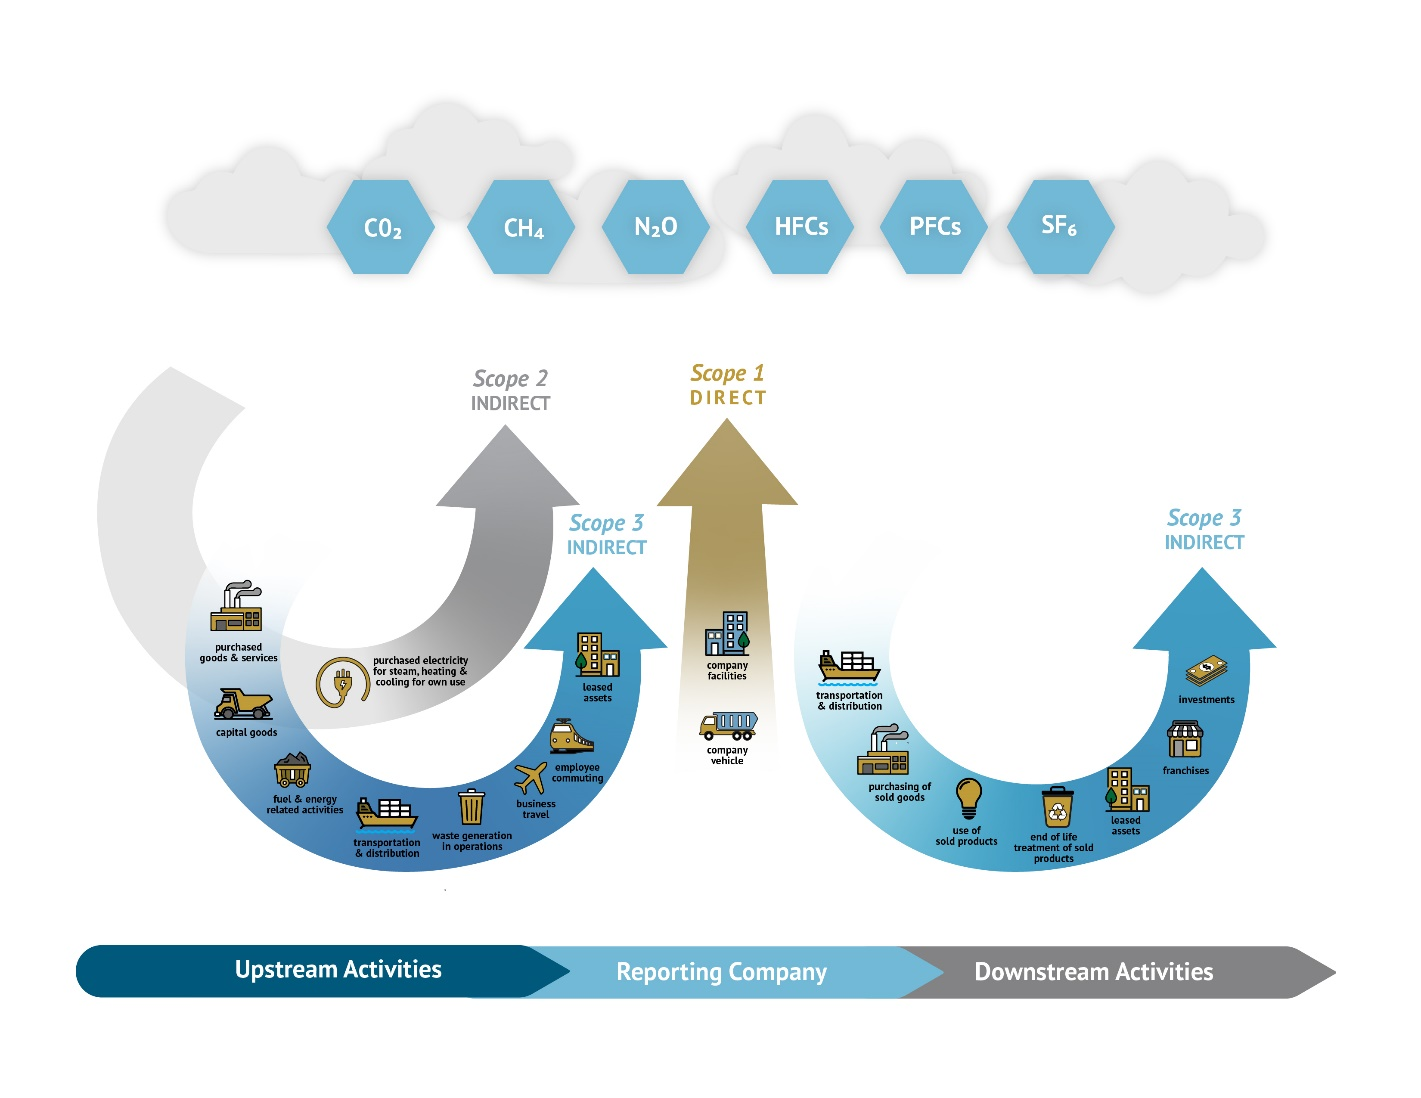 C0₂
CH₄
N₂O
HFCs
PFCs
SF₆
Scope 2
INDIRECT
Scope 1
DIRECT
Scope 3
INDIRECT
Scope 3
INDIRECT
purchased
goods & services
capital goods
fuel & energy
related activities
transportation
& distribution
waste generation
in operations
business
travel
employee
commuting
leased
assets
purchased electricity
for steam, heating &
cooling for own use
company
facilities
company
vehicle
transportation
& distribution
purchasing of
sold goods
use of
sold products
end of life
treatment of sold
products
leased
assets
franchises
investments
$
Upstream Activities
Reporting Company
Downstream Activities